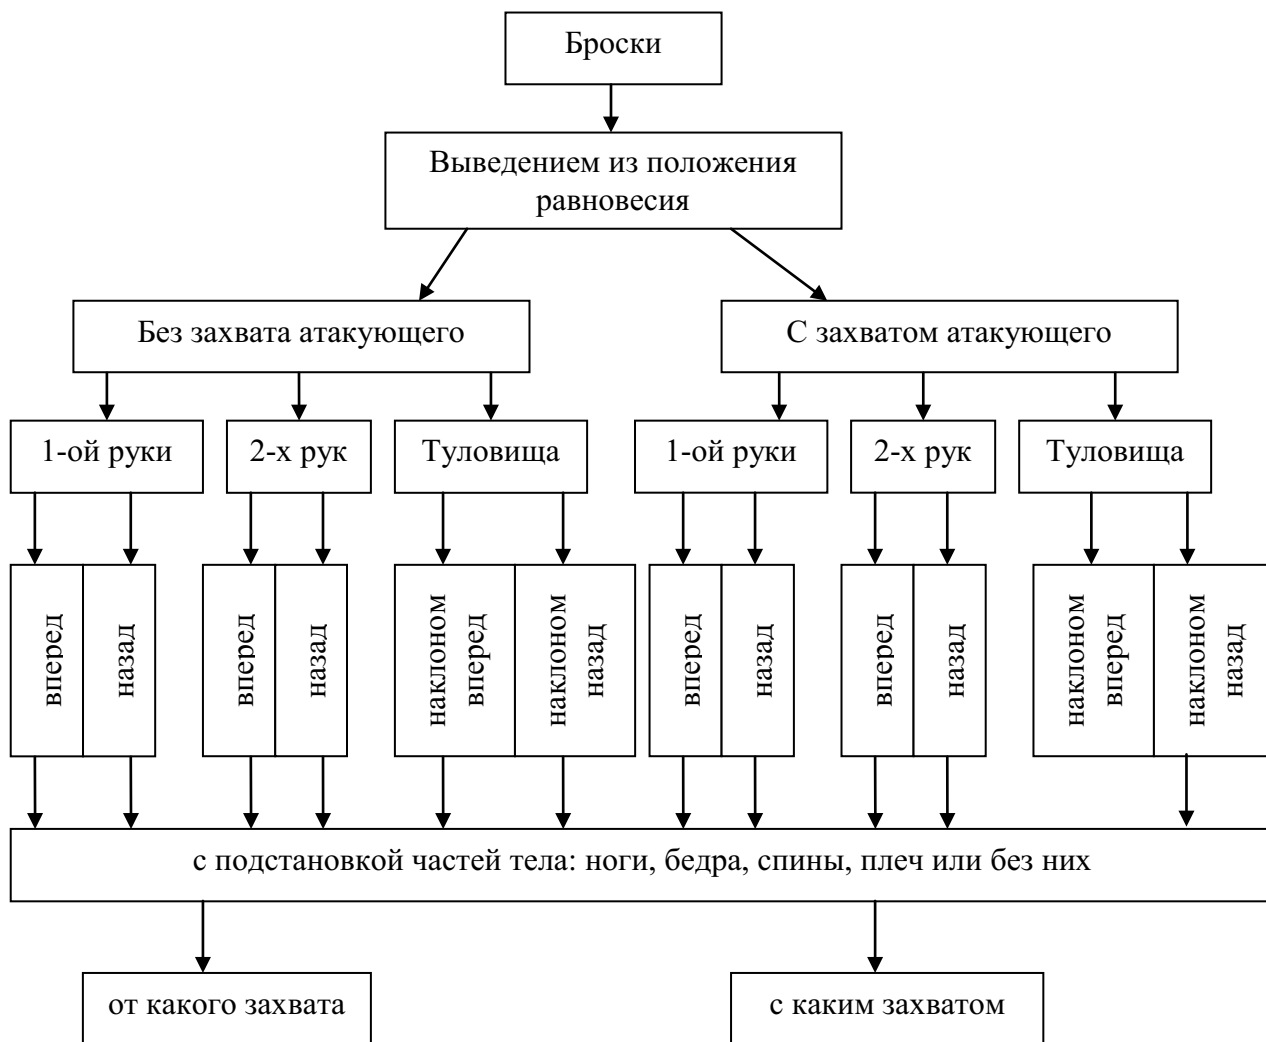 Броски
Выведением из положения
равновесия
Без захвата атакующего
С захватом атакующего
1-ой руки
2-х рук
Туловища
1-ой руки
2-х рук
Туловища
вперед
назад
вперед
назад
наклоном
вперед
наклоном
назад
вперед
назад
вперед
назад
наклоном
вперед
наклоном
назад
с подстановкой частей тела: ноги, бедра, спины, плеч или без них
от какого захвата
с каким захватом